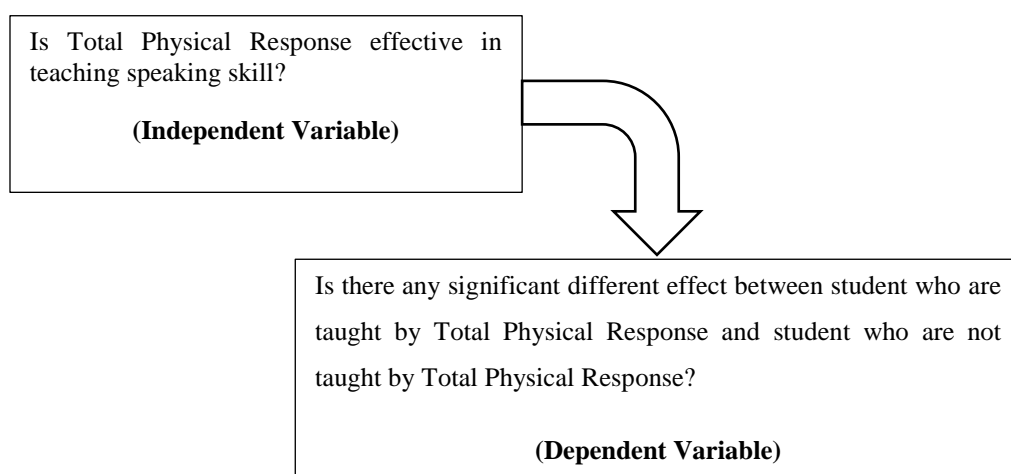 Is Total Physical Response effective in
teaching speaking skill?
(Independent Variable)
Is there any significant different effect between student who are
taught by Total Physical Response and student who are not
taught by Total Physical Response?
(Dependent Variable)